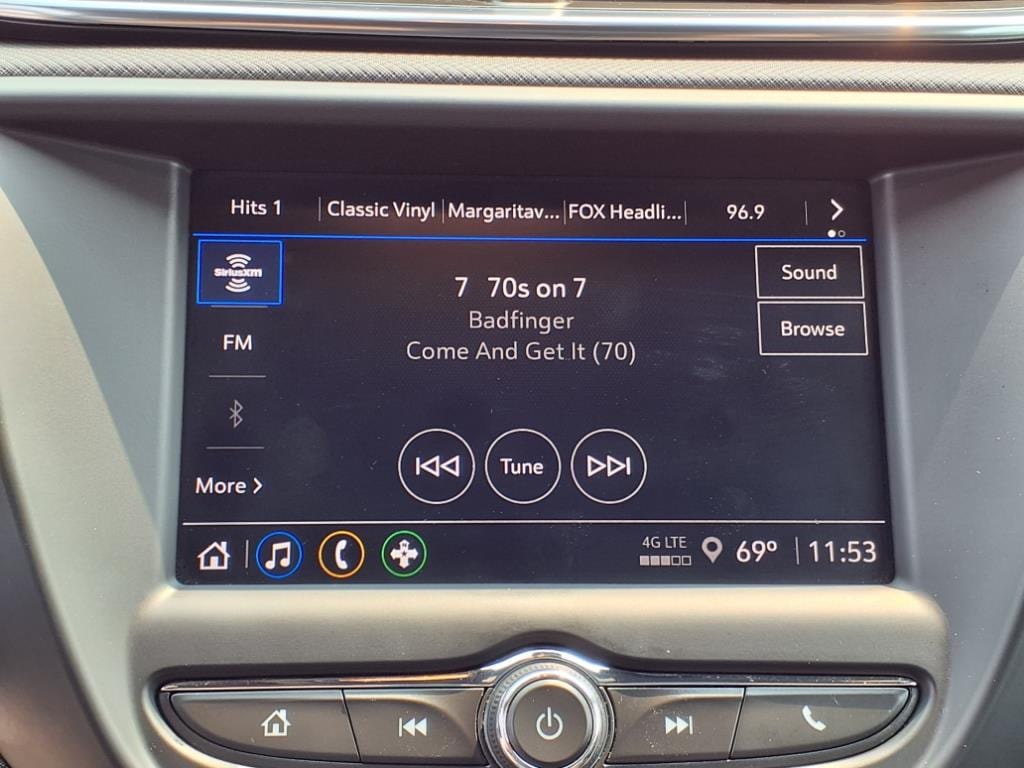 Hits 1
Classic Vinyl
Margaritav...
FOX Headli...
96.9
SiriusXM
Sound
7 70s on 7
Badfinger
Browse
FM
Come And Get It (70)
Tune
More
4G LTE
69º
11:53